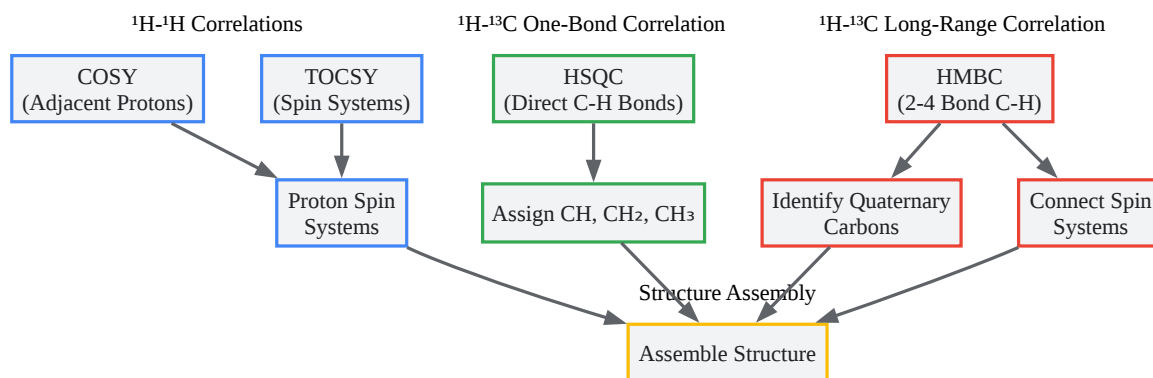 ¹H-¹H Correlations
¹H-¹³C One-Bond Correlation
¹H-¹³C Long-Range Correlation
COSY
(Adjacent Protons)
TOCSY
(Spin Systems)
HSQC
(Direct C-H Bonds)
HMBC
(2-4 Bond C-H)
Proton Spin
Systems
Assign CH, CH₂, CH₃
Identify Quaternary
Carbons
Connect Spin
Systems
Structure Assembly
Assemble Structure